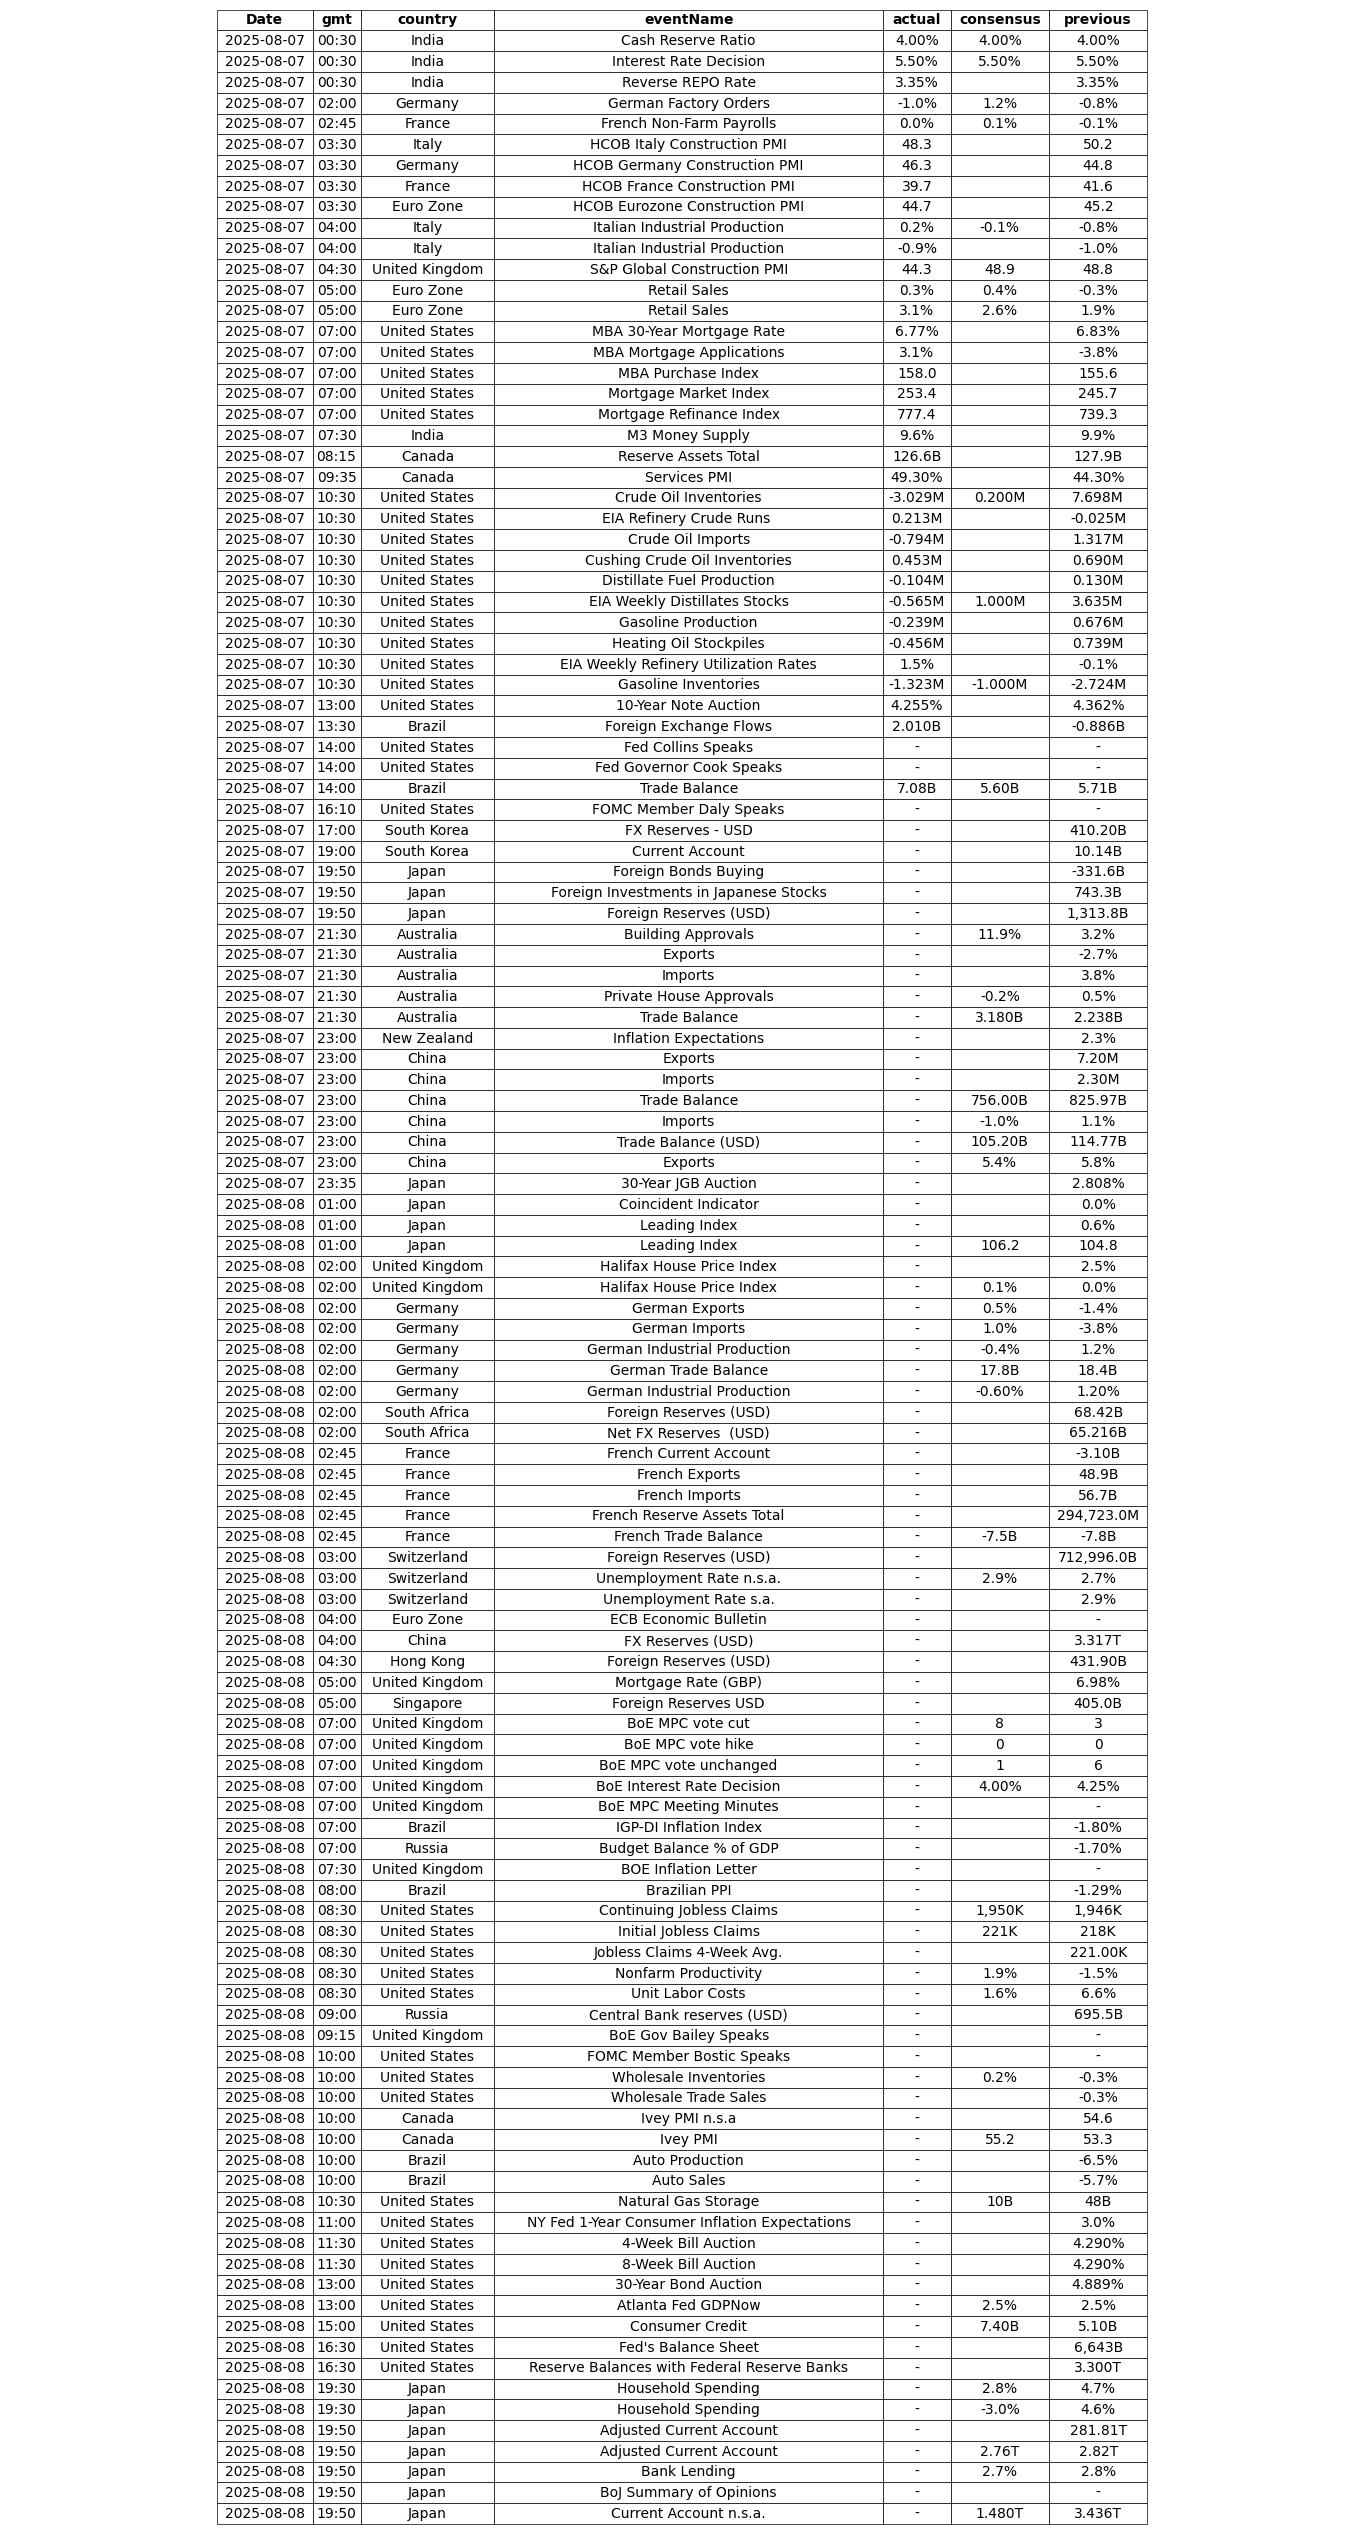 Date gmt country eventName actual consensus previous
2025-08-07 00:30 India Cash Reserve Ratio 4.00% 4.00% 4.00%
2025-08-07 00:30 India Interest Rate Decision 5.50% 5.50% 5.50%
2025-08-07 00:30 India Reverse REPO Rate 3.35% 3.35%
2025-08-07 02:00 Germany German Factory Orders -1.0% 1.2% -0.8%
2025-08-07 02:45 France French Non-Farm Payrolls 0.0% 0.1% -0.1%
2025-08-07 03:30 Italy HCOB Italy Construction PMI 48.3 50.2
2025-08-07 03:30 Germany HCOB Germany Construction PMI 46.3 44.8
2025-08-07 03:30 France HCOB France Construction PMI 39.7 41.6
2025-08-07 03:30 Euro Zone HCOB Eurozone Construction PMI 44.7 45.2
2025-08-07 04:00 Italy Italian Industrial Production 0.2% -0.1% -0.8%
2025-08-07 04:00 Italy Italian Industrial Production -0.9% -1.0%
2025-08-07 04:30 United Kingdom S&P Global Construction PMI 44.3 48.9 48.8
2025-08-07 05:00 Euro Zone Retail Sales 0.3% 0.4% -0.3%
2025-08-07 05:00 Euro Zone Retail Sales 3.1% 2.6% 1.9%
2025-08-07 07:00 United States MBA 30-Year Mortgage Rate 6.77% 6.83%
2025-08-07 07:00 United States MBA Mortgage Applications 3.1% -3.8%
2025-08-07 07:00 United States MBA Purchase Index 158.0 155.6
2025-08-07 07:00 United States Mortgage Market Index 253.4 245.7
2025-08-07 07:00 United States Mortgage Refinance Index 777.4 739.3
2025-08-07 07:30 India M3 Money Supply 9.6% 9.9%
2025-08-07 08:15 Canada Reserve Assets Total 126.6B 127.9B
2025-08-07 09:35 Canada Services PMI 49.30% 44.30%
2025-08-07 10:30 United States Crude Oil Inventories -3.029M 0.200M 7.698M
2025-08-07 10:30 United States EIA Refinery Crude Runs 0.213M -0.025M
2025-08-07 10:30 United States Crude Oil Imports -0.794M 1.317M
2025-08-07 10:30 United States Cushing Crude Oil Inventories 0.453M 0.690M
2025-08-07 10:30 United States Distillate Fuel Production -0.104M 0.130M
2025-08-07 10:30 United States EIA Weekly Distillates Stocks -0.565M 1.000M 3.635M
2025-08-07 10:30 United States Gasoline Production -0.239M 0.676M
2025-08-07 10:30 United States Heating Oil Stockpiles -0.456M 0.739M
2025-08-07 10:30 United States EIA Weekly Refinery Utilization Rates 1.5% -0.1%
2025-08-07 10:30 United States Gasoline Inventories -1.323M -1.000M -2.724M
2025-08-07 13:00 United States 10-Year Note Auction 4.255% 4.362%
2025-08-07 13:30 Brazil Foreign Exchange Flows 2.010B -0.886B
2025-08-07 14:00 United States Fed Collins Speaks - -
2025-08-07 14:00 United States Fed Governor Cook Speaks - -
2025-08-07 14:00 Brazil Trade Balance 7.08B 5.60B 5.71B
2025-08-07 16:10 United States FOMC Member Daly Speaks - -
2025-08-07 17:00 South Korea FX Reserves - USD - 410.20B
2025-08-07 19:00 South Korea Current Account - 10.14B
2025-08-07 19:50 Japan Foreign Bonds Buying - -331.6B
2025-08-07 19:50 Japan Foreign Investments in Japanese Stocks - 743.3B
2025-08-07 19:50 Japan Foreign Reserves (USD) - 1,313.8B
2025-08-07 21:30 Australia Building Approvals - 11.9% 3.2%
2025-08-07 21:30 Australia Exports - -2.7%
2025-08-07 21:30 Australia Imports - 3.8%
2025-08-07 21:30 Australia Private House Approvals - -0.2% 0.5%
2025-08-07 21:30 Australia Trade Balance - 3.180B 2.238B
2025-08-07 23:00 New Zealand Inflation Expectations - 2.3%
2025-08-07 23:00 China Exports - 7.20M
2025-08-07 23:00 China Imports - 2.30M
2025-08-07 23:00 China Trade Balance - 756.00B 825.97B
2025-08-07 23:00 China Imports - -1.0% 1.1%
2025-08-07 23:00 China Trade Balance (USD) - 105.20B 114.77B
2025-08-07 23:00 China Exports - 5.4% 5.8%
2025-08-07 23:35 Japan 30-Year JGB Auction - 2.808%
2025-08-08 01:00 Japan Coincident Indicator - 0.0%
2025-08-08 01:00 Japan Leading Index - 0.6%
2025-08-08 01:00 Japan Leading Index - 106.2 104.8
2025-08-08 02:00 United Kingdom Halifax House Price Index - 2.5%
2025-08-08 02:00 United Kingdom Halifax House Price Index - 0.1% 0.0%
2025-08-08 02:00 Germany German Exports - 0.5% -1.4%
2025-08-08 02:00 Germany German Imports - 1.0% -3.8%
2025-08-08 02:00 Germany German Industrial Production - -0.4% 1.2%
2025-08-08 02:00 Germany German Trade Balance - 17.8B 18.4B
2025-08-08 02:00 Germany German Industrial Production - -0.60% 1.20%
2025-08-08 02:00 South Africa Foreign Reserves (USD) - 68.42B
2025-08-08 02:00 South Africa Net FX Reserves (USD) - 65.216B
2025-08-08 02:45 France French Current Account - -3.10B
2025-08-08 02:45 France French Exports - 48.9B
2025-08-08 02:45 France French Imports - 56.7B
2025-08-08 02:45 France French Reserve Assets Total - 294,723.0M
2025-08-08 02:45 France French Trade Balance - -7.5B -7.8B
2025-08-08 03:00 Switzerland Foreign Reserves (USD) - 712,996.0B
2025-08-08 03:00 Switzerland Unemployment Rate n.s.a. - 2.9% 2.7%
2025-08-08 03:00 Switzerland Unemployment Rate s.a. - 2.9%
2025-08-08 04:00 Euro Zone ECB Economic Bulletin - -
2025-08-08 04:00 China FX Reserves (USD) - 3.317T
2025-08-08 04:30 Hong Kong Foreign Reserves (USD) - 431.90B
2025-08-08 05:00 United Kingdom Mortgage Rate (GBP) - 6.98%
2025-08-08 05:00 Singapore Foreign Reserves USD - 405.0B
2025-08-08 07:00 United Kingdom BoE MPC vote cut - 8 3
2025-08-08 07:00 United Kingdom BoE MPC vote hike - 0 0
2025-08-08 07:00 United Kingdom BoE MPC vote unchanged - 1 6
2025-08-08 07:00 United Kingdom BoE Interest Rate Decision - 4.00% 4.25%
2025-08-08 07:00 United Kingdom BoE MPC Meeting Minutes - -
2025-08-08 07:00 Brazil IGP-DI Inflation Index - -1.80%
2025-08-08 07:00 Russia Budget Balance % of GDP - -1.70%
2025-08-08 07:30 United Kingdom BOE Inflation Letter - -
2025-08-08 08:00 Brazil Brazilian PPI - -1.29%
2025-08-08 08:30 United States Continuing Jobless Claims - 1,950K 1,946K
2025-08-08 08:30 United States Initial Jobless Claims - 221K 218K
2025-08-08 08:30 United States Jobless Claims 4-Week Avg. - 221.00K
2025-08-08 08:30 United States Nonfarm Productivity - 1.9% -1.5%
2025-08-08 08:30 United States Unit Labor Costs - 1.6% 6.6%
2025-08-08 09:00 Russia Central Bank reserves (USD) - 695.5B
2025-08-08 09:15 United Kingdom BoE Gov Bailey Speaks - -
2025-08-08 10:00 United States FOMC Member Bostic Speaks - -
2025-08-08 10:00 United States Wholesale Inventories - 0.2% -0.3%
2025-08-08 10:00 United States Wholesale Trade Sales - -0.3%
2025-08-08 10:00 Canada Ivey PMI n.s.a - 54.6
2025-08-08 10:00 Canada Ivey PMI - 55.2 53.3
2025-08-08 10:00 Brazil Auto Production - -6.5%
2025-08-08 10:00 Brazil Auto Sales - -5.7%
2025-08-08 10:30 United States Natural Gas Storage - 10B 48B
2025-08-08 11:00 United States NY Fed 1-Year Consumer Inflation Expectations - 3.0%
2025-08-08 11:30 United States 4-Week Bill Auction - 4.290%
2025-08-08 11:30 United States 8-Week Bill Auction - 4.290%
2025-08-08 13:00 United States 30-Year Bond Auction - 4.889%
2025-08-08 13:00 United States Atlanta Fed GDPNow - 2.5% 2.5%
2025-08-08 15:00 United States Consumer Credit - 7.40B 5.10B
2025-08-08 16:30 United States Fed's Balance Sheet - 6,643B
2025-08-08 16:30 United States Reserve Balances with Federal Reserve Banks - 3.300T
2025-08-08 19:30 Japan Household Spending - 2.8% 4.7%
2025-08-08 19:30 Japan Household Spending - -3.0% 4.6%
2025-08-08 19:50 Japan Adjusted Current Account - 281.81T
2025-08-08 19:50 Japan Adjusted Current Account - 2.76T 2.82T
2025-08-08 19:50 Japan Bank Lending - 2.7% 2.8%
2025-08-08 19:50 Japan BoJ Summary of Opinions - -
2025-08-08 19:50 Japan Current Account n.s.a. - 1.480T 3.436T